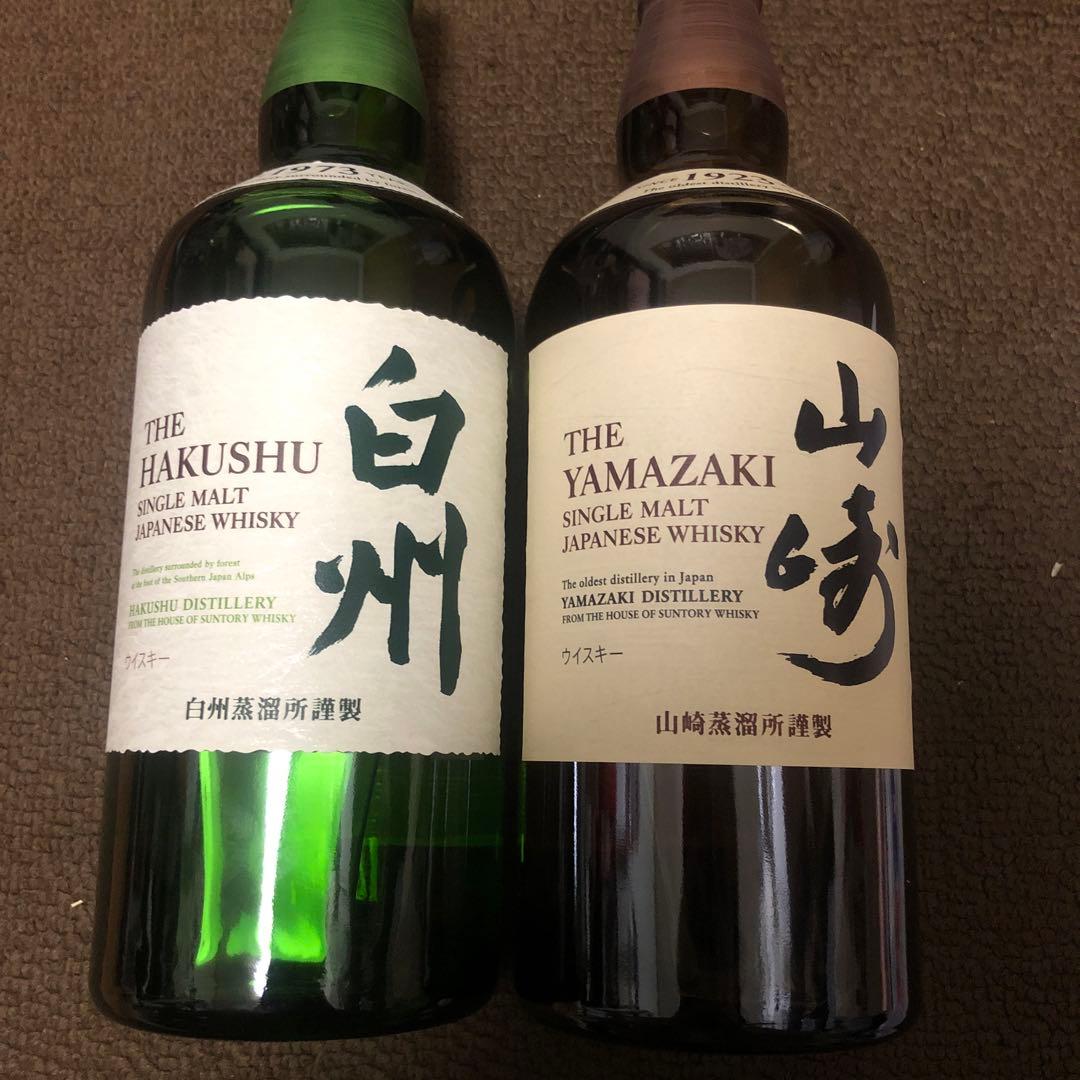 1973
THE
HAKUSHU
SINGLE MALT
JAPANESE WHISKY
The distillery surrounded by forest
at the foot of the Southern Japan Alps
HAKUSHU DISTILLERY
FROM THE HOUSE OF SUNTORY WHISKY
ウイスキー
白州
白州蒸溜所謹製
SINCE 1923
The oldest distillery
THE
YAMAZAKI
SINGLE MALT
JAPANESE WHISKY
The oldest distillery in Japan
YAMAZAKI DISTILLERY
FROM THE HOUSE OF SUNTORY WHISKY
ウイスキー
山崎
山崎蒸溜所謹製